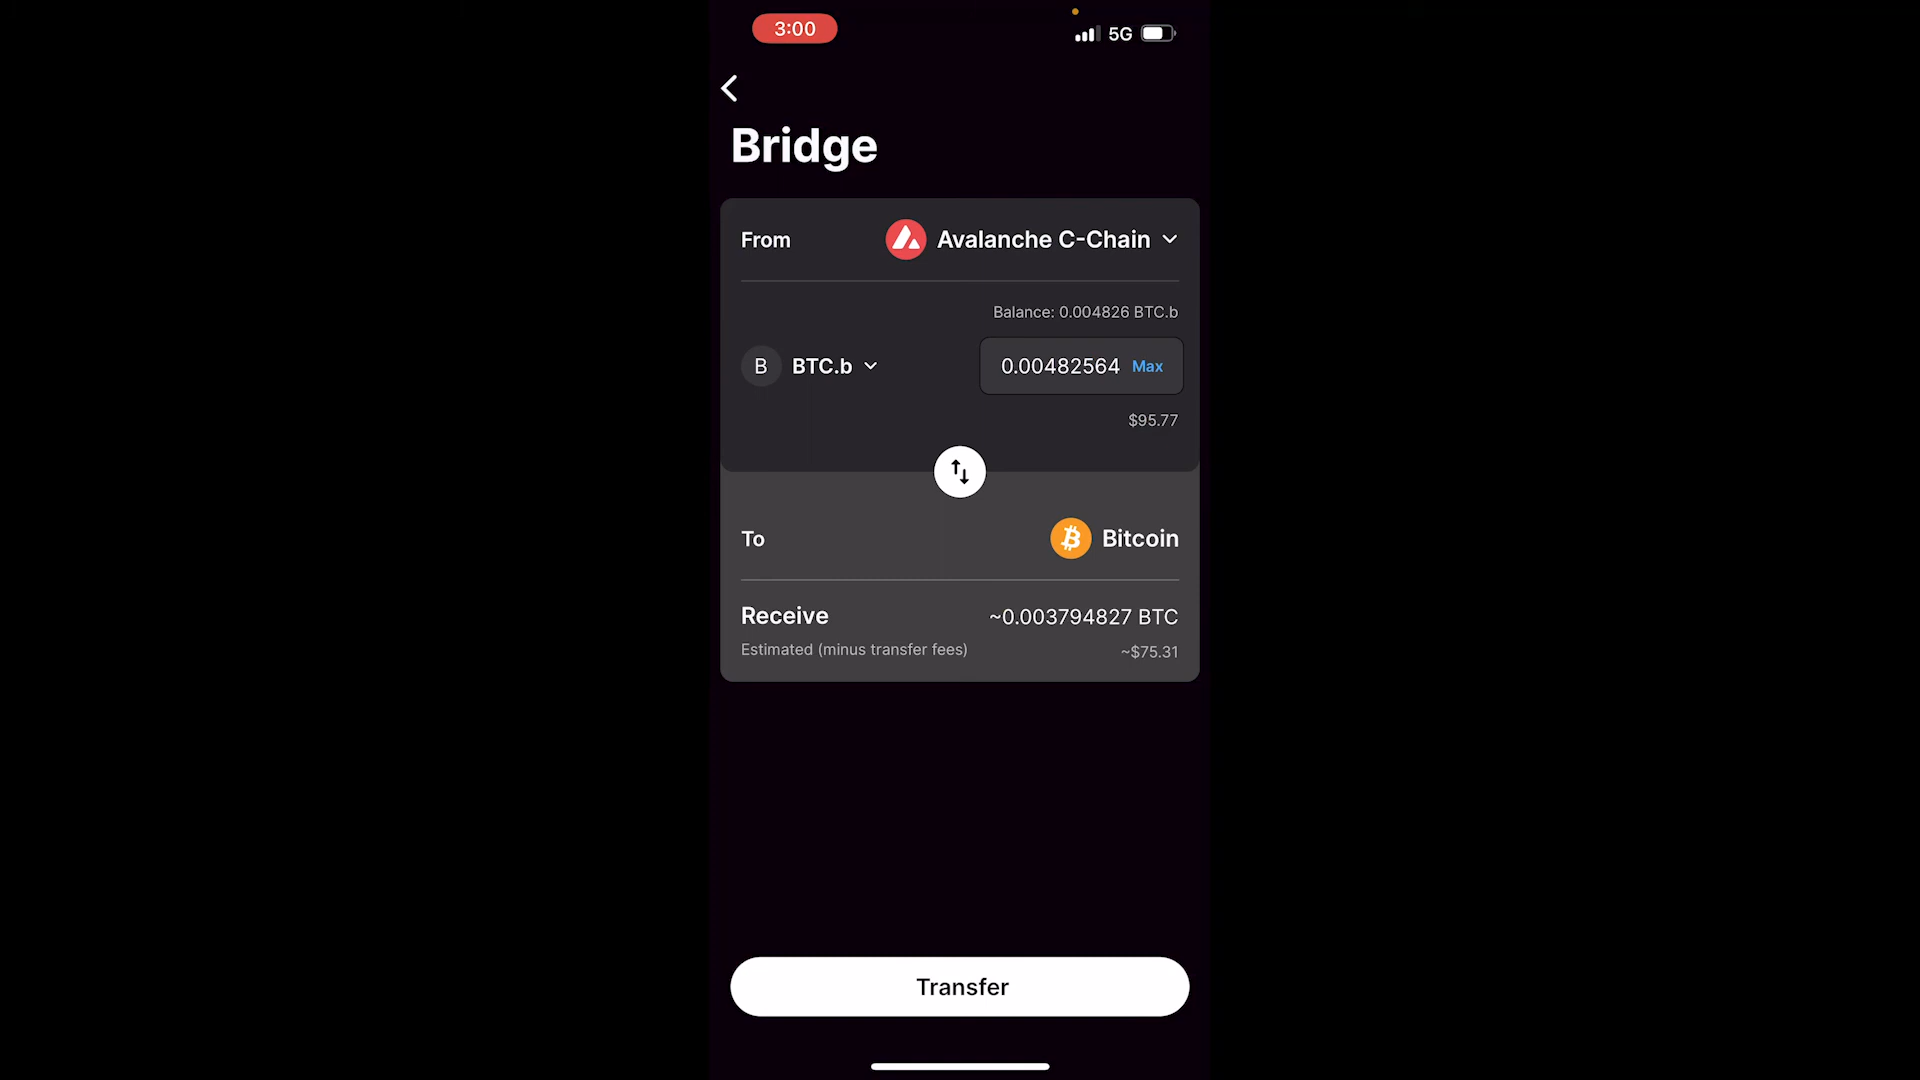 3:00
5G
Bridge
From Avalanche C-Chain
Balance: 0.004826 BTC.b
B BTC.b 0.00482564 Max
$95.77
To Bitcoin
Receive ~0.003794827 BTC
Estimated (minus transfer fees) ~$75.31
Transfer